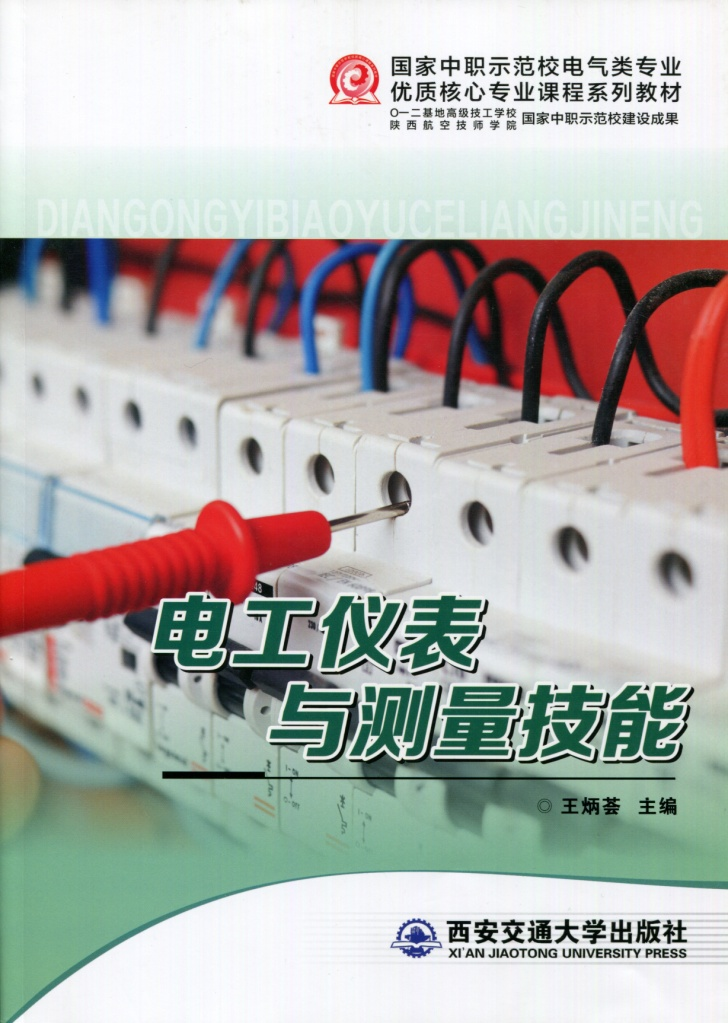 国家中职示范校电气类专业
优质核心专业课程系列教材
O一二基地高级技工学校
陕西航空技师学院
国家中职示范校建设成果
DIANGONGYIBIAOYUCELIANGJINENG
电工仪表
与测量技能
◎ 王炳荟 主编
西安交通大学出版社
XI'AN JIAOTONG UNIVERSITY PRESS